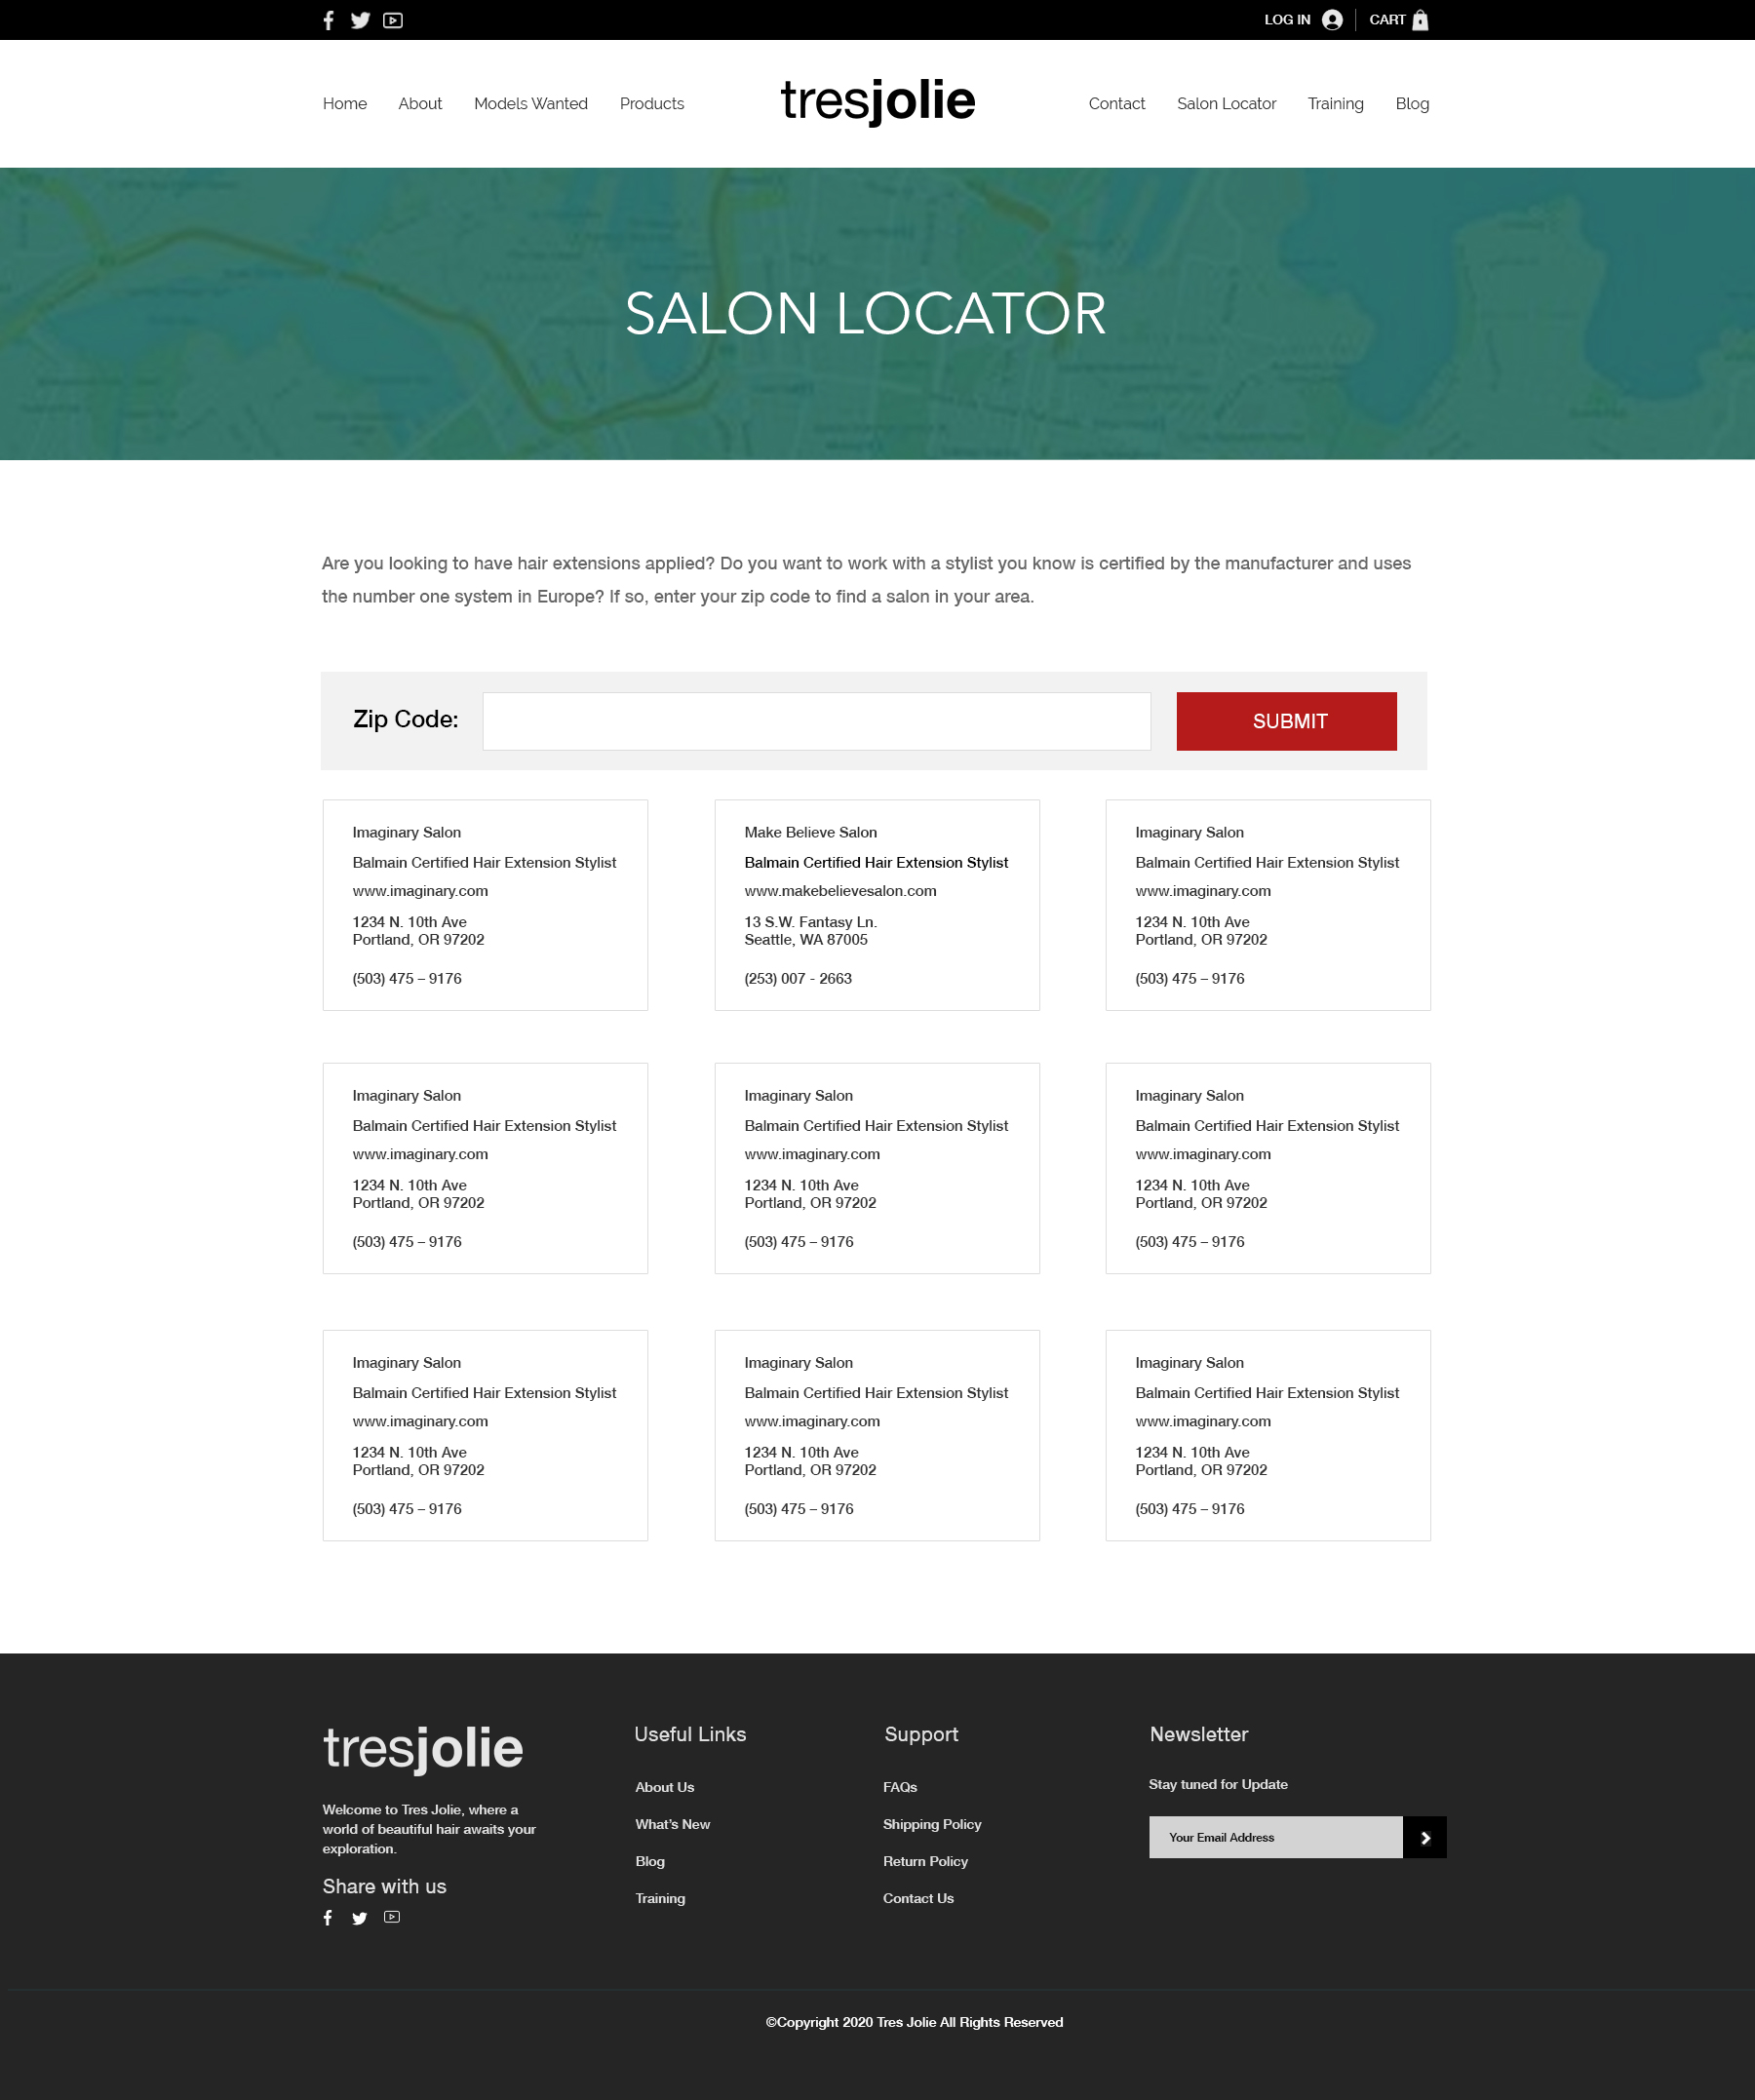 LOG IN
CART
Home
About
Models Wanted
Products
tresjolie
Contact
Salon Locator
Training
Blog
SALON LOCATOR
Are you looking to have hair extensions applied? Do you want to work with a stylist you know is certified by the manufacturer and uses
the number one system in Europe? If so, enter your zip code to find a salon in your area.
Zip Code:
SUBMIT
Imaginary Salon
Balmain Certified Hair Extension Stylist
www.imaginary.com
1234 N. 10th Ave
Portland, OR 97202
(503) 475 – 9176
Make Believe Salon
Balmain Certified Hair Extension Stylist
www.makebelievesalon.com
13 S.W. Fantasy Ln.
Seattle, WA 87005
(253) 007 - 2663
Imaginary Salon
Balmain Certified Hair Extension Stylist
www.imaginary.com
1234 N. 10th Ave
Portland, OR 97202
(503) 475 – 9176
Imaginary Salon
Balmain Certified Hair Extension Stylist
www.imaginary.com
1234 N. 10th Ave
Portland, OR 97202
(503) 475 – 9176
Imaginary Salon
Balmain Certified Hair Extension Stylist
www.imaginary.com
1234 N. 10th Ave
Portland, OR 97202
(503) 475 – 9176
Imaginary Salon
Balmain Certified Hair Extension Stylist
www.imaginary.com
1234 N. 10th Ave
Portland, OR 97202
(503) 475 – 9176
Imaginary Salon
Balmain Certified Hair Extension Stylist
www.imaginary.com
1234 N. 10th Ave
Portland, OR 97202
(503) 475 – 9176
Imaginary Salon
Balmain Certified Hair Extension Stylist
www.imaginary.com
1234 N. 10th Ave
Portland, OR 97202
(503) 475 – 9176
Imaginary Salon
Balmain Certified Hair Extension Stylist
www.imaginary.com
1234 N. 10th Ave
Portland, OR 97202
(503) 475 – 9176
tresjolie
Welcome to Tres Jolie, where a
world of beautiful hair awaits your
exploration.
Share with us
Useful Links
About Us
What's New
Blog
Training
Support
FAQs
Shipping Policy
Return Policy
Contact Us
Newsletter
Stay tuned for Update
Your Email Address
©Copyright 2020 Tres Jolie All Rights Reserved